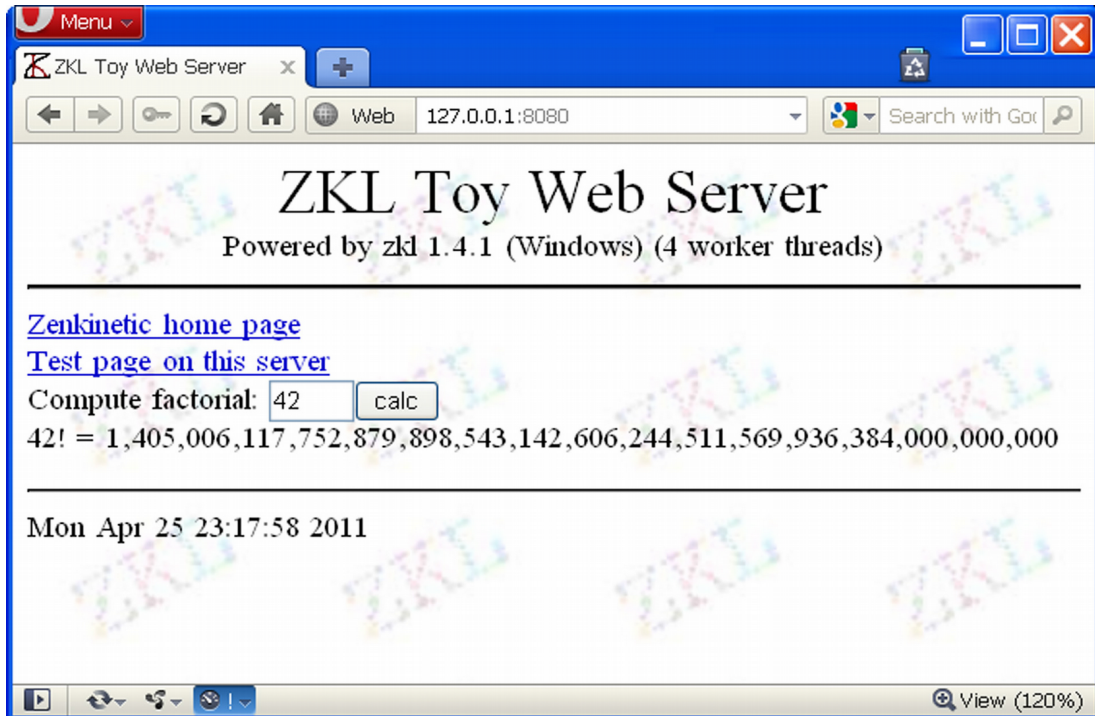 Menu
ZKL Toy Web Server
Web 127.0.0.1:8080 Search with Goo
ZKL Toy Web Server
Powered by zkl 1.4.1 (Windows) (4 worker threads)
Zenkinetic home page
Test page on this server
Compute factorial: 42 calc
42! = 1,405,006,117,752,879,898,543,142,606,244,511,569,936,384,000,000,000
Mon Apr 25 23:17:58 2011
View (120%)